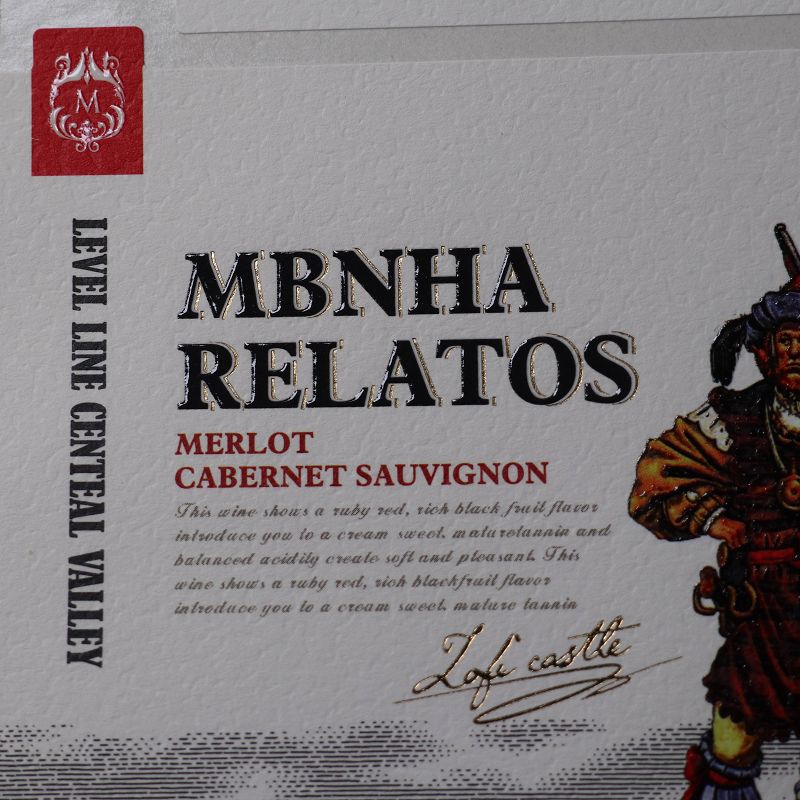 M
LEVEL LINE CENTEAL VALLEY
MBNHA
RELATOS
MERLOT
CABERNET SAUVIGNON
This wine shows a ruby red, rich black fruit flavor
introduce you to a cream sweet. maturetannin and
balanced acidity create soft and pleasant. This
wine shows a ruby red, rich blackfruit flavor
introduce you to a cream sweet. mature tannin
Lofi castle